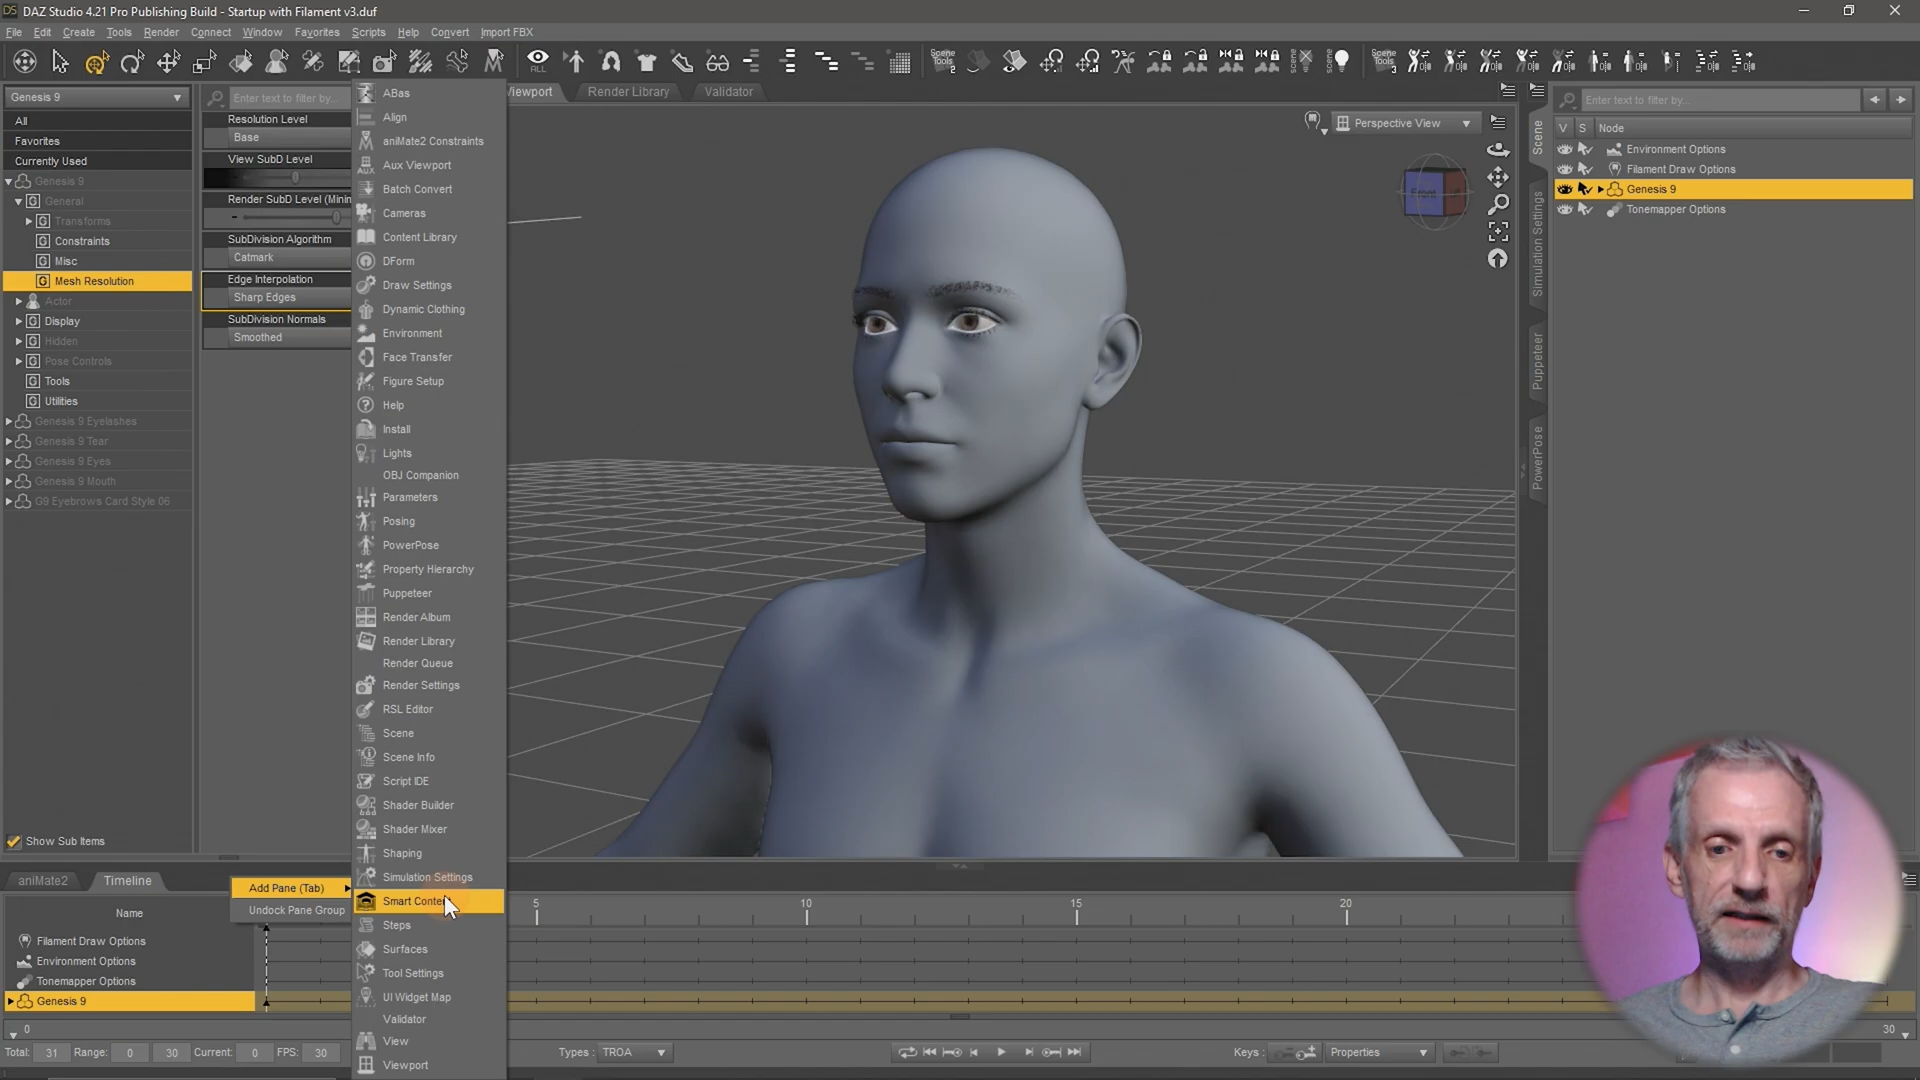 DAZ Studio 4.21 Pro Publishing Build - Startup with Filament v3.duf
File Edit Create Tools Render Connect Window Favorites Scripts Help Convert Import FBX
ALL
Scene Tools 2
Scene Tools 3
Genesis 9
All
Favorites
Currently Used
Genesis 9
General
Transforms
Constraints
Misc
Mesh Resolution
Actor
Display
Hidden
Pose Controls
Tools
Utilities
Genesis 9 Eyelashes
Genesis 9 Tear
Genesis 9 Eyes
Genesis 9 Mouth
G9 Eyebrows Card Style 06
Show Sub Items
Enter text to filter by...
Resolution Level
Base
View SubD Level
Render SubD Level (Minin
SubDivision Algorithm
Catmark
Edge Interpolation
Sharp Edges
SubDivision Normals
Smoothed
ABas
Align
aniMate2 Constraints
Aux Viewport
Batch Convert
Cameras
Content Library
DForm
Draw Settings
Dynamic Clothing
Environment
Face Transfer
Figure Setup
Help
Install
Lights
OBJ Companion
Parameters
Posing
PowerPose
Property Hierarchy
Puppeteer
Render Album
Render Library
Render Queue
Render Settings
RSL Editor
Scene
Scene Info
Script IDE
Shader Builder
Shader Mixer
Shaping
Simulation Settings
Smart Conte
Steps
Surfaces
Tool Settings
UI Widget Map
Validator
View
Viewport
iewport Render Library Validator
Perspective View
Scene
Simulation Settings
Puppeteer
PowerPose
Enter text to filter by...
V S Node
Environment Options
Filament Draw Options
Genesis 9
Tonemapper Options
aniMate2 Timeline
Add Pane (Tab)
Undock Pane Group
Name
5 10 15 20
Filament Draw Options
Environment Options
Tonemapper Options
Genesis 9
0 30
Total: 31 Range: 0 30 Current: 0 FPS: 30 Types: TROA Keys: Properties